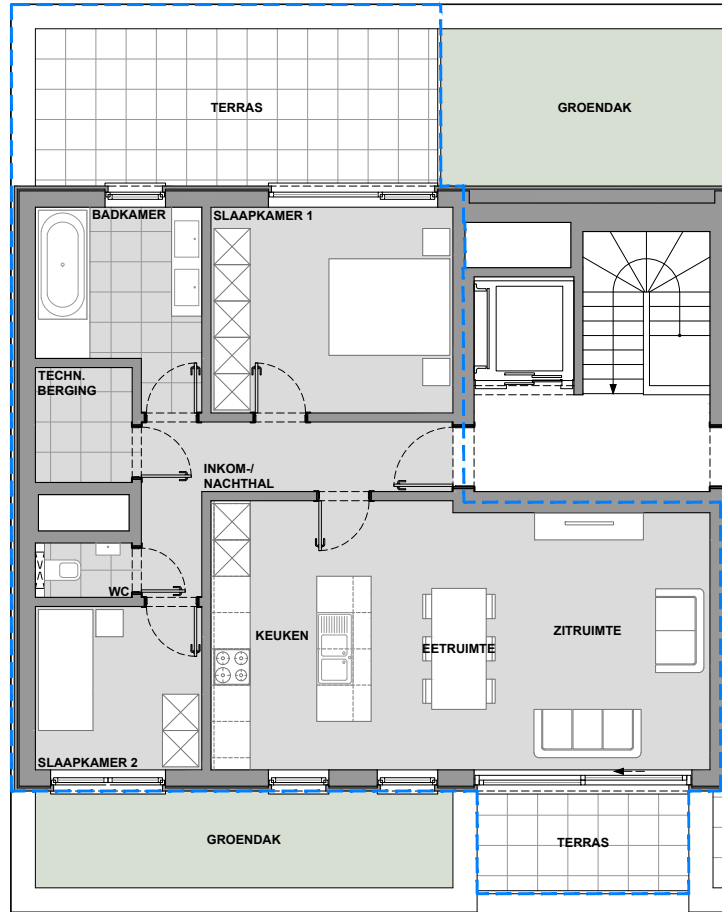 TERRAS
GROENDAK
BADKAMER
SLAAPKAMER 1
TECHN.
BERGING
INKOM-/
NACHTHAL
WC
KEUKEN
EETRUIMTE
ZITRUIMTE
SLAAPKAMER 2
GROENDAK
TERRAS